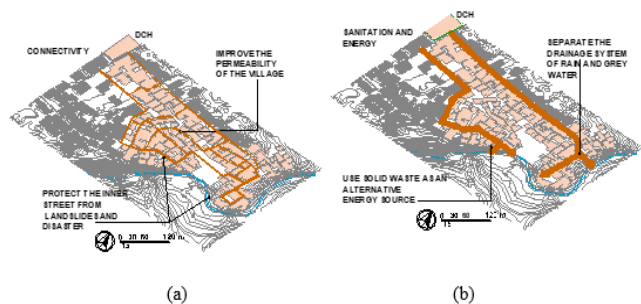 DCH
CONNECTIVITY
IMPROVE THE
PERMEABILITY
OF THE VILLAGE
PROTECT THE INNER
STREET FROM
LANDSLIDES AND
DISASTER
0 30 60 120 m
15
(a)
DCH
SANITATION AND
ENERGY
SEPARATE THE
DRAINAGE SYSTEM
OF RAIN AND GREY
WATER
USE SOLID WASTE AS AN
ALTERNATIVE
ENERGY SOURCE
0 30 60 120 m
15
(b)